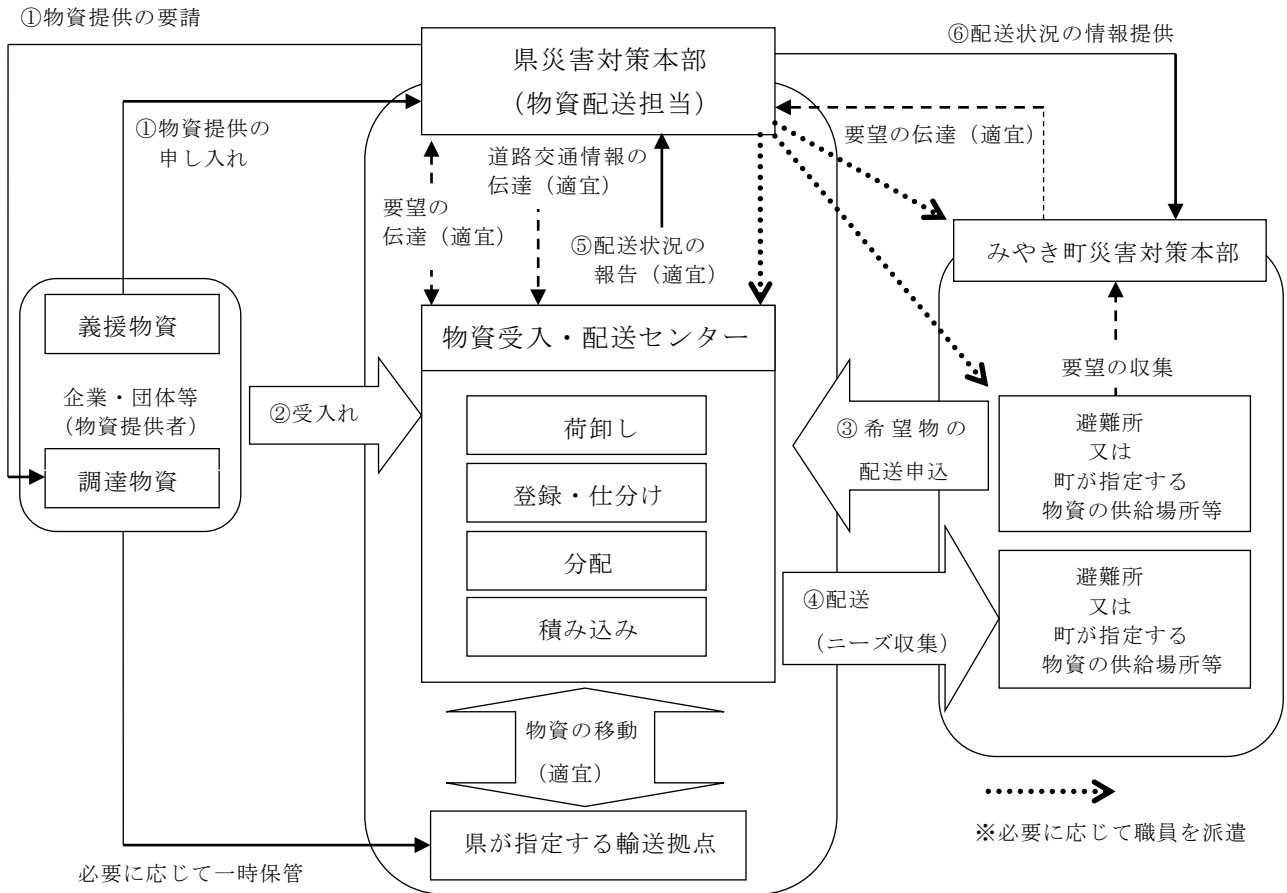 ①物資提供の要請
県災害対策本部
（物資配送担当）
⑥配送状況の情報提供
①物資提供の
申し入れ
要望の
伝達（適宜）
道路交通情報の
伝達（適宜）
⑤配送状況の
報告（適宜）
要望の伝達（適宜）
みやき町災害対策本部
義援物資
企業・団体等
（物資提供者）
調達物資
②受入れ
物資受入・配送センター
荷卸し
登録・仕分け
分配
積み込み
要望の収集
③希望物の
配送申込
避難所
又は
町が指定する
物資の供給場所等
④配送
（ニーズ収集）
避難所
又は
町が指定する
物資の供給場所等
物資の移動
（適宜）
県が指定する輸送拠点
必要に応じて一時保管
※必要に応じて職員を派遣